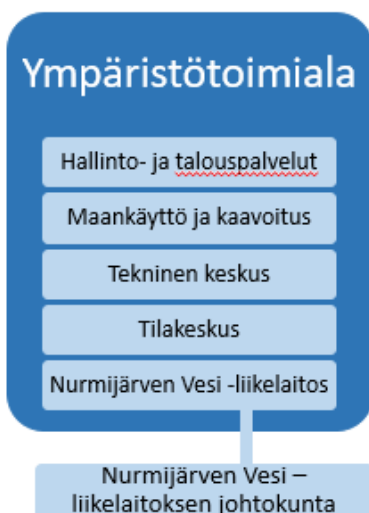 Ympäristötoimiala
Hallinto- ja talouspalvelut
Maankäyttö ja kaavoitus
Tekninen keskus
Tilakeskus
Nurmijärven Vesi -liikelaitos
Nurmijärven Vesi –
liikelaitoksen johtokunta